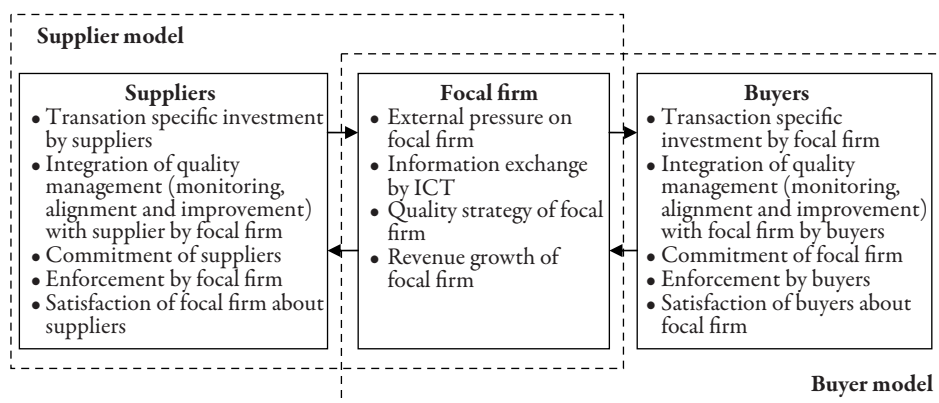 Supplier model
Suppliers
• Transation specific investment
by suppliers
• Integration of quality
management (monitoring,
alignment and improvement)
with supplier by focal firm
• Commitment of suppliers
• Enforcement by focal firm
• Satisfaction of focal firm about
suppliers
Focal firm
• External pressure on
focal firm
• Information exchange
by ICT
• Quality strategy of focal
firm
• Revenue growth of
focal firm
Buyers
• Transaction specific
investment by focal firm
• Integration of quality
management (monitoring,
alignment and improvement)
with focal firm by buyers
• Commitment of focal firm
• Enforcement by buyers
• Satisfaction of buyers about
focal firm
Buyer model